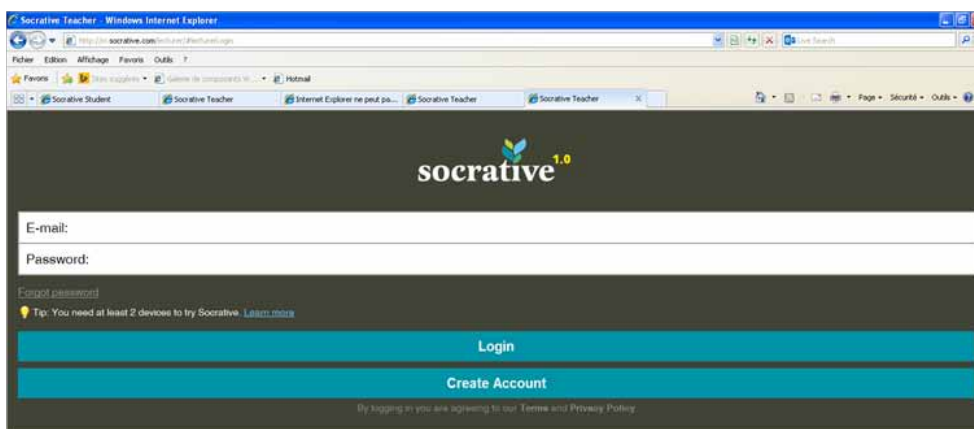 Socrative Teacher - Windows Internet Explorer
socrative.com
Fichier Edition Affichage Favoris Outils ?
Favoris Hotmail
Socrative Student Socrative Teacher Internet Explorer ne peut pa... Socrative Teacher Socrative Teacher Page Sécurité Outils
socrative 1.0
E-mail:
Password:
Forgot password
Tip: You need at least 2 devices to try Socrative. Learn more
Login
Create Account
By logging in you are agreeing to our Terms and Privacy Policy